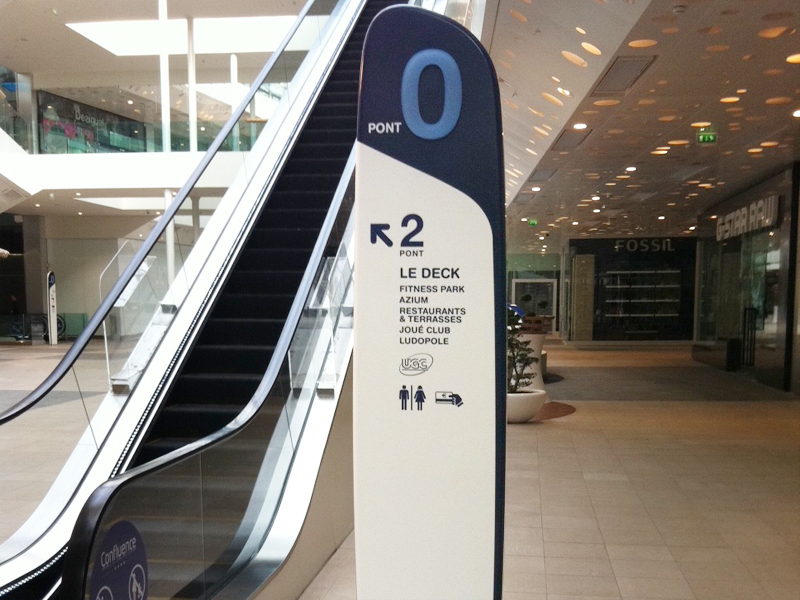 Desigual
PONT 0
2
PONT
LE DECK
FITNESS PARK
AZIUM
RESTAURANTS
& TERRASSES
JOUÉ CLUB
LUDOPOLE
UGC
FOSSIL
G-STAR RAW
Confluence